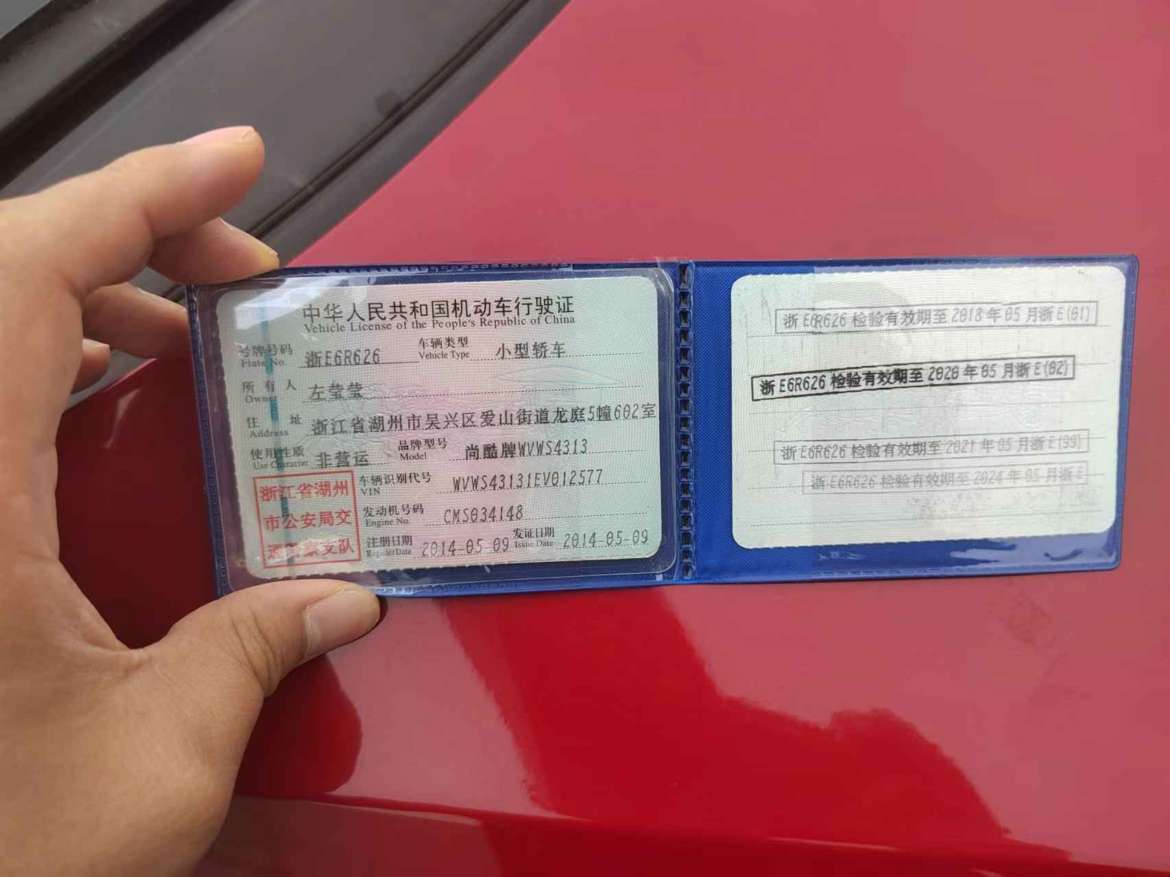 中华人民共和国机动车行驶证
Vehicle License of the People's Republic of China
号牌号码 浙E6R626 车辆类型 小型轿车
Plate No. Vehicle Type
所有人 左莹莹
Owner
住址 浙江省湖州市吴兴区爱山街道龙庭5幢602室
Address
使用性质 非营运 品牌型号 尚酷牌WVWS4313
Use Character Model
浙江省湖州
市公安局交
支队
车辆识别代号 WVWS43131EV012577
VIN
发动机号码 CMS034148
Engine No.
注册日期 2014-05-09 发证日期 2014-05-09
Register Date Issue Date
浙E6R626 检验有效期至 2018年05月浙E(01)
浙E6R626 检验有效期至 2020年05月浙E(02)
浙E6R626 检验有效期至 2021年05月浙E(99)
浙E6R626 检验有效期至 2024年05月浙E